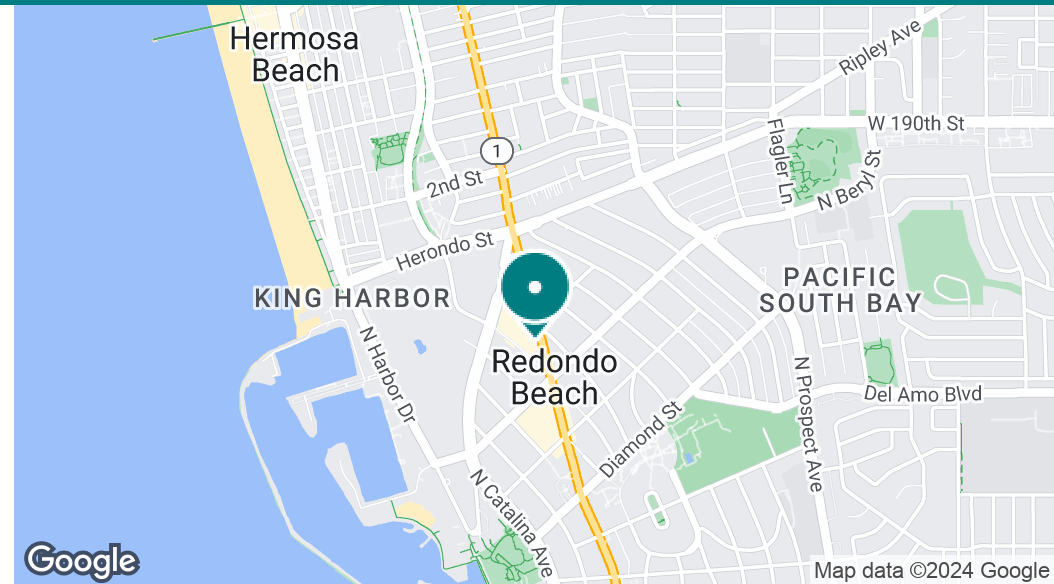 Hermosa
Beach
Ripley Ave
W 190th St
Flagler Ln
1
2nd St
N Beryl St
Herondo St
PACIFIC
SOUTH BAY
KING HARBOR
N Harbor Dr
Redondo
Beach
N Prospect Ave
Del Amo Blvd
Diamond St
N Catalina Ave
Google
Map data ©2024 Google